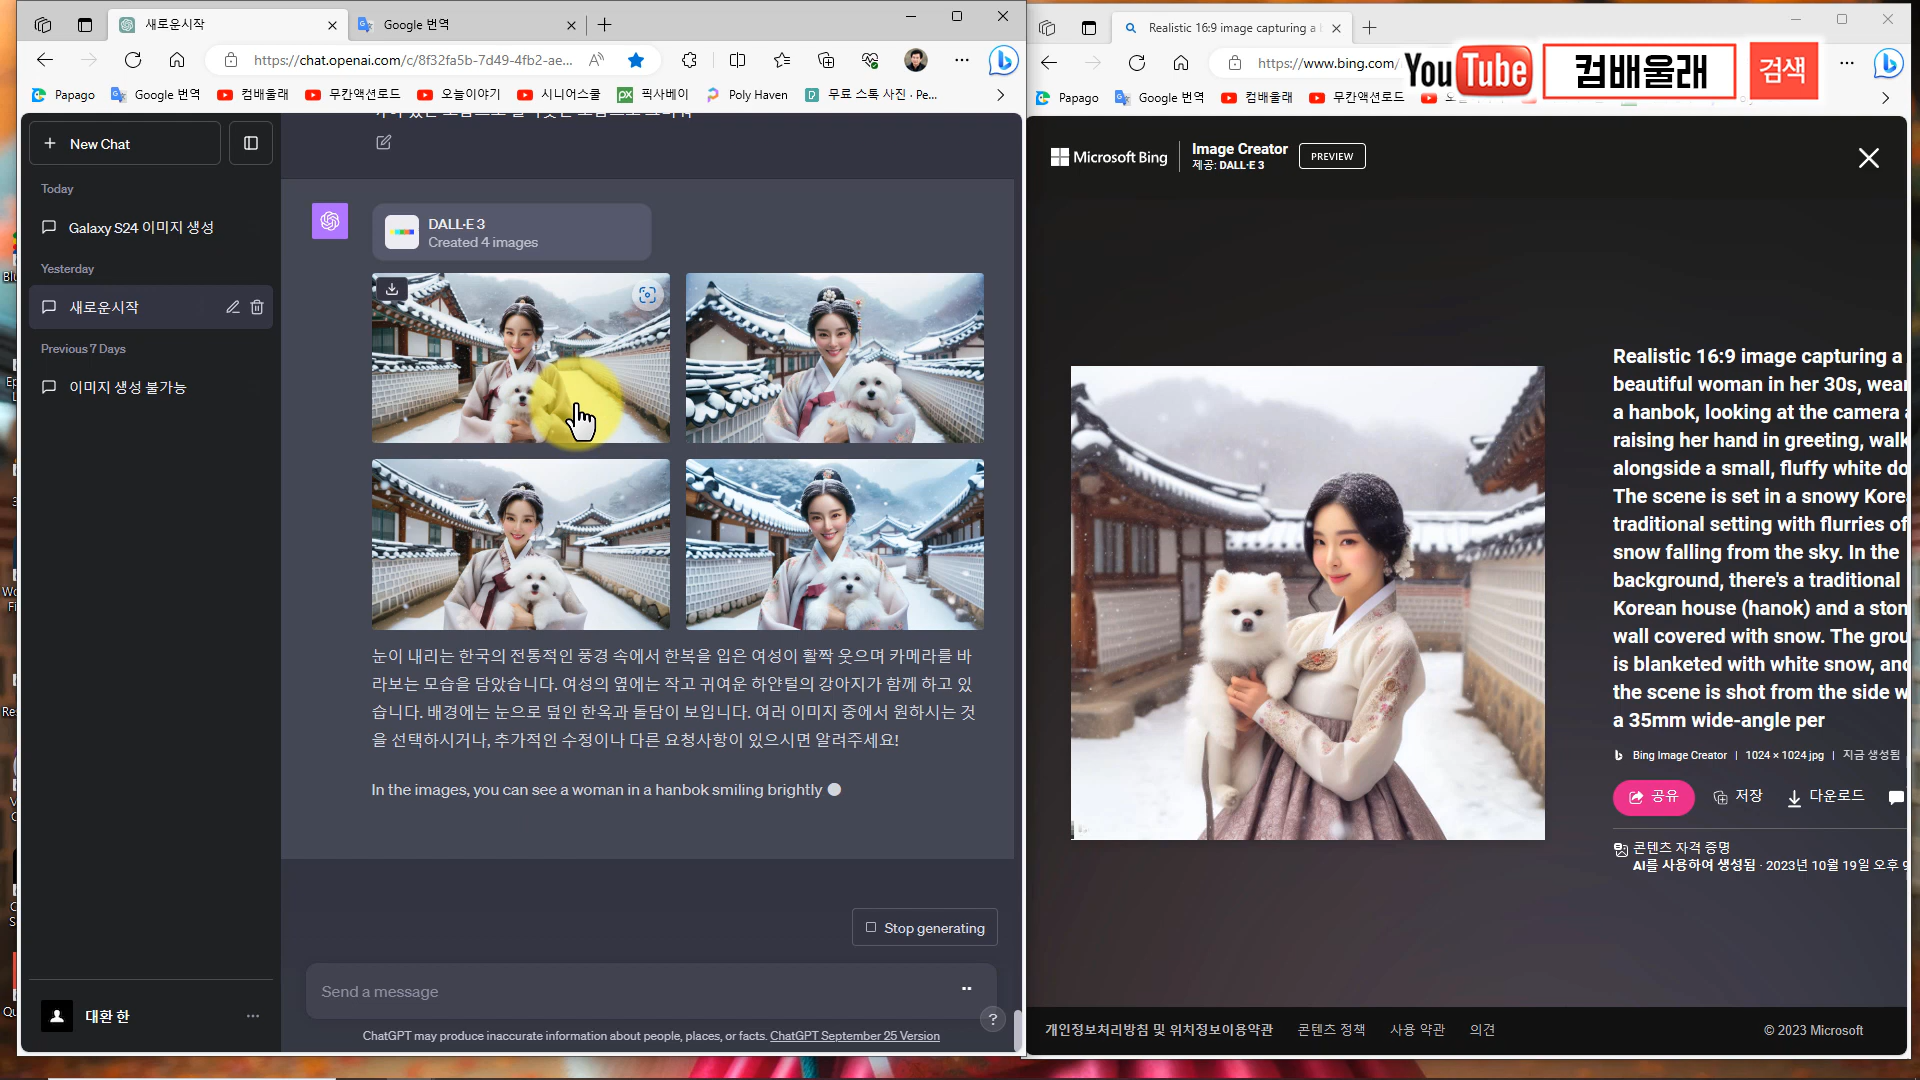 새로운시작
Google 번역
https://chat.openai.com/c/8f32fa5b-7d49-4fb2-ae...
Papago
Google 번역
컴배울래
무칸액션로드
오늘이야기
시니어스쿨
픽사베이
Poly Haven
무료 스톡 사진 · Pe...
New Chat
Today
Galaxy S24 이미지 생성
Yesterday
새로운시작
Previous 7 Days
이미지 생성 불가능
대환 한
DALL·E 3
Created 4 images
눈이 내리는 한국의 전통적인 풍경 속에서 한복을 입은 여성이 활짝 웃으며 카메라를 바
라보는 모습을 담았습니다. 여성의 옆에는 작고 귀여운 하얀털의 강아지가 함께 하고 있
습니다. 배경에는 눈으로 덮인 한옥과 돌담이 보입니다. 여러 이미지 중에서 원하시는 것
을 선택하시거나, 추가적인 수정이나 다른 요청사항이 있으시면 알려주세요!
In the images, you can see a woman in a hanbok smiling brightly
Stop generating
Send a message
?
ChatGPT may produce inaccurate information about people, places, or facts. ChatGPT September 25 Version
Realistic 16:9 image capturing a
https://www.bing.com/
YouTube 컴배울래 검색
Papago
Google 번역
컴배울래
무칸액션로드
Microsoft Bing
Image Creator
제공: DALL·E 3
PREVIEW
Realistic 16:9 image capturing a
beautiful woman in her 30s, wear
a hanbok, looking at the camera
raising her hand in greeting, walk
alongside a small, fluffy white do
The scene is set in a snowy Kore
traditional setting with flurries of
snow falling from the sky. In the
background, there's a traditional
Korean house (hanok) and a ston
wall covered with snow. The grou
is blanketed with white snow, and
the scene is shot from the side w
a 35mm wide-angle per
Bing Image Creator | 1024 × 1024 jpg | 지금 생성됨
공유
저장
다운로드
콘텐츠 자격 증명
AI를 사용하여 생성됨 · 2023년 10월 19일 오후 9
개인정보처리방침 및 위치정보이용약관
콘텐츠 정책
사용 약관
의견
© 2023 Microsoft